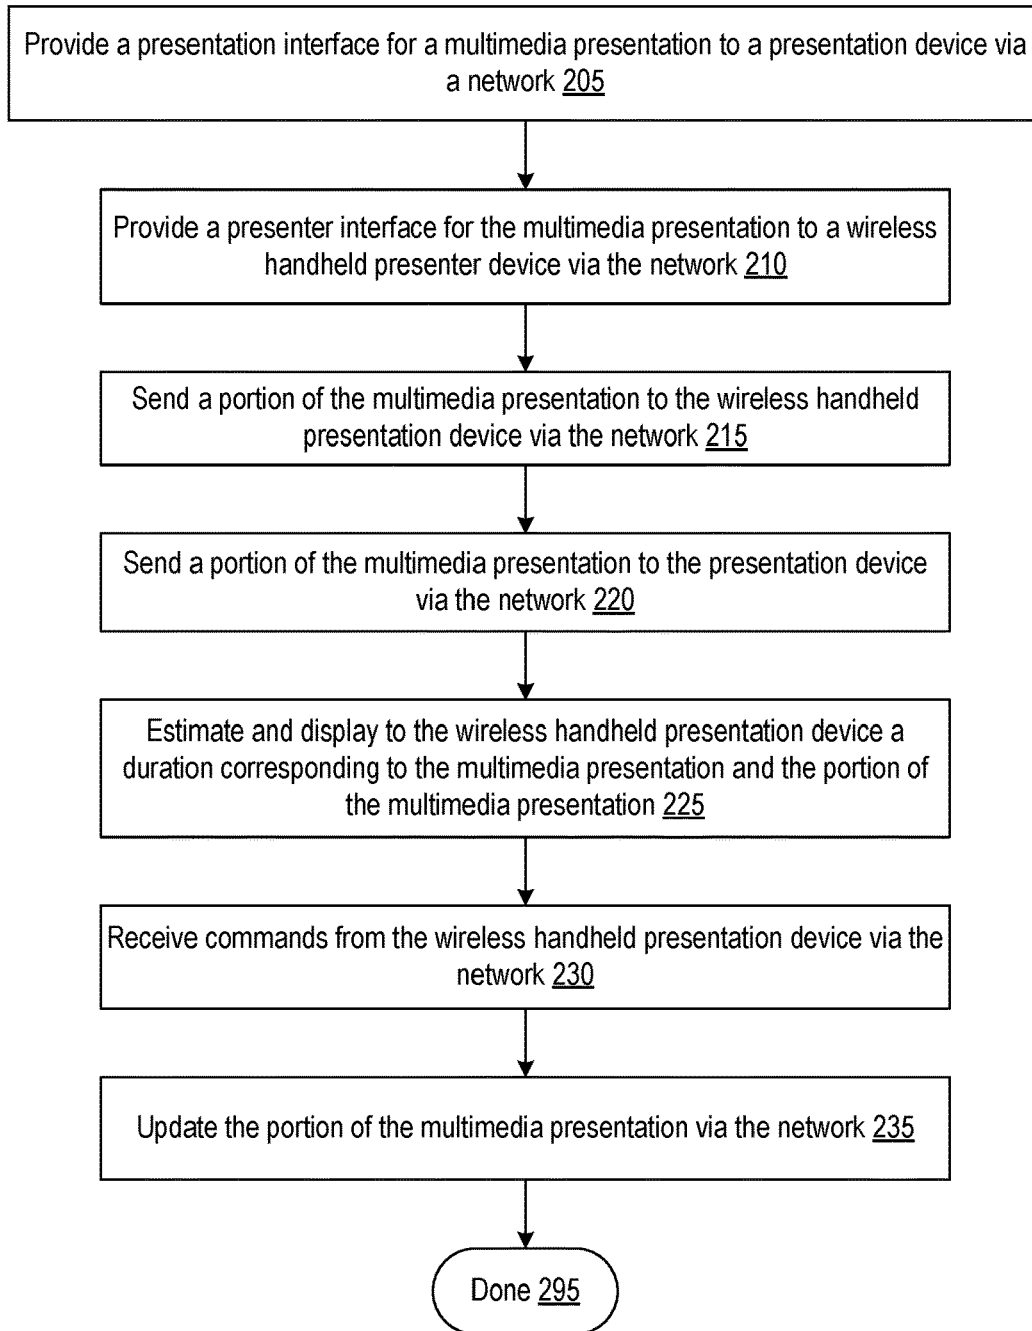 Provide a presentation interface for a multimedia presentation to a presentation device via
a network 205
Provide a presenter interface for the multimedia presentation to a wireless
handheld presenter device via the network 210
Send a portion of the multimedia presentation to the wireless handheld
presentation device via the network 215
Send a portion of the multimedia presentation to the presentation device
via the network 220
Estimate and display to the wireless handheld presentation device a
duration corresponding to the multimedia presentation and the portion of
the multimedia presentation 225
Receive commands from the wireless handheld presentation device via the
network 230
Update the portion of the multimedia presentation via the network 235
Done 295